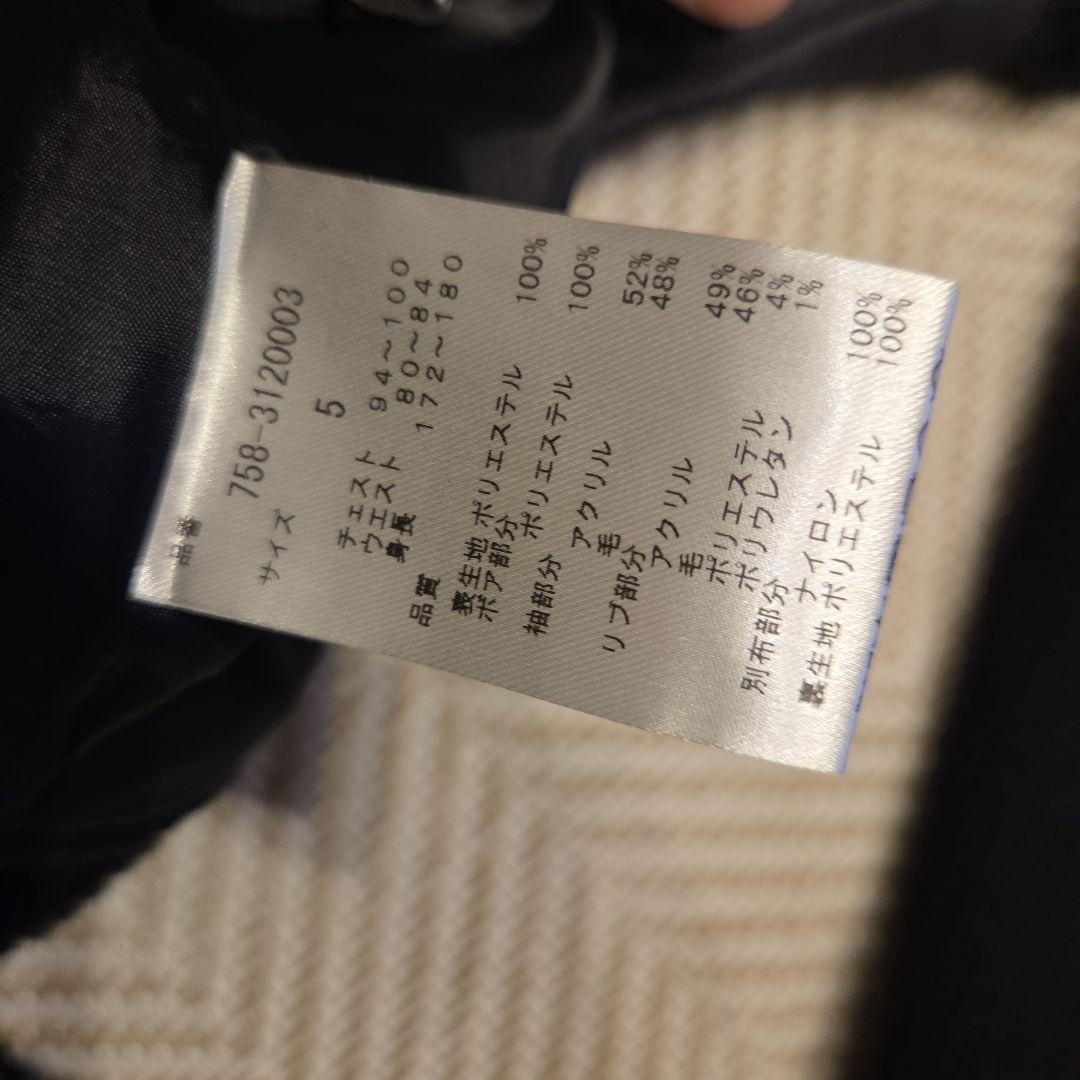 品番
758-3120003
サイズ 5
チェスト 94～100
ウエスト 80～84
身長 172～180
品質
表生地 ポリエステル 100%
ボア部分 ポリエステル 100%
袖部分 アクリル 52%
毛 48%
リブ部分 アクリル 49%
毛 46%
ポリエステル 4%
ポリウレタン 1%
別布部分 ナイロン 100%
裏生地 ポリエステル 100%